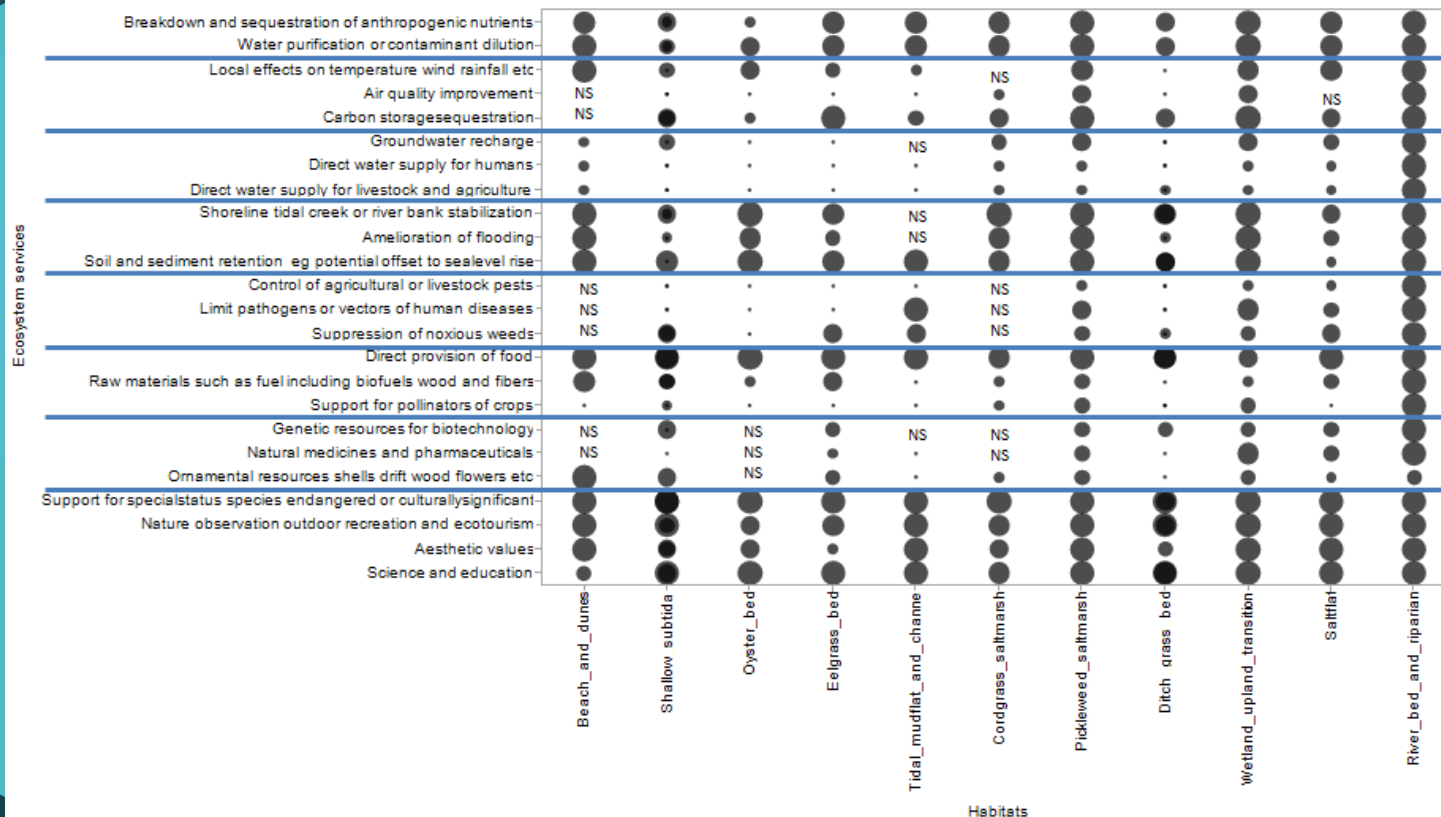 Breakdown and sequestration of anthropogenic nutrients
Water purification or contaminant dilution
Local effects on temperature wind rainfall etc
NS
Air quality improvement
NS
NS
Carbon storagesequestration
NS
Groundwater recharge
NS
Direct water supply for humans
Direct water supply for livestock and agriculture
Shoreline tidal creek or river bank stabilization
NS
Amelioration of flooding
NS
Soil and sediment retention eg potential offset to sealevel rise
Control of agricultural or livestock pests
NS
NS
Limit pathogens or vectors of human diseases
NS
NS
Suppression of noxious weeds
NS
NS
Direct provision of food
Raw materials such as fuel including biofuels wood and fibers
Support for pollinators of crops
Genetic resources for biotechnology
NS
NS
NS
NS
Natural medicines and pharmaceuticals
NS
NS
NS
Ornamental resources shells drift wood flowers etc
NS
Support for specialstatus species endangered or culturallysignificant
Nature observation outdoor recreation and ecotourism
Aesthetic values
Science and education
Ecosystem services
Beach_and_dunes
Shallow subtida
Oyster_bed
Eelgrass_bed
Tidal_mudflat_and_channe
Cordgrass_saltmarsh
Pickleweed_saltmarsh
Ditch grass bed
Wetland_upland_transition
Saltflat
River_bed_and_riparian
Habitats